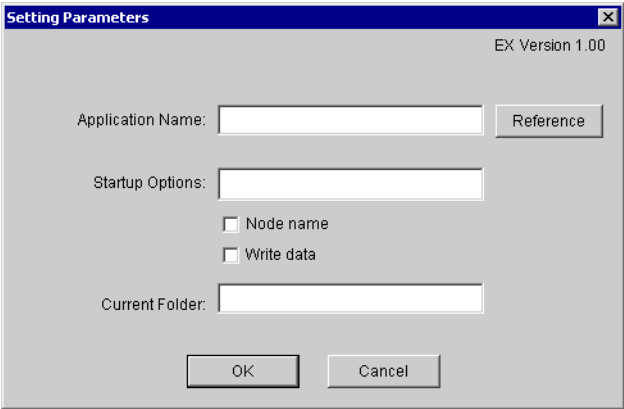 Setting Parameters
EX Version 1.00
Application Name:
Reference
Startup Options:
Node name
Write data
Current Folder:
OK
Cancel